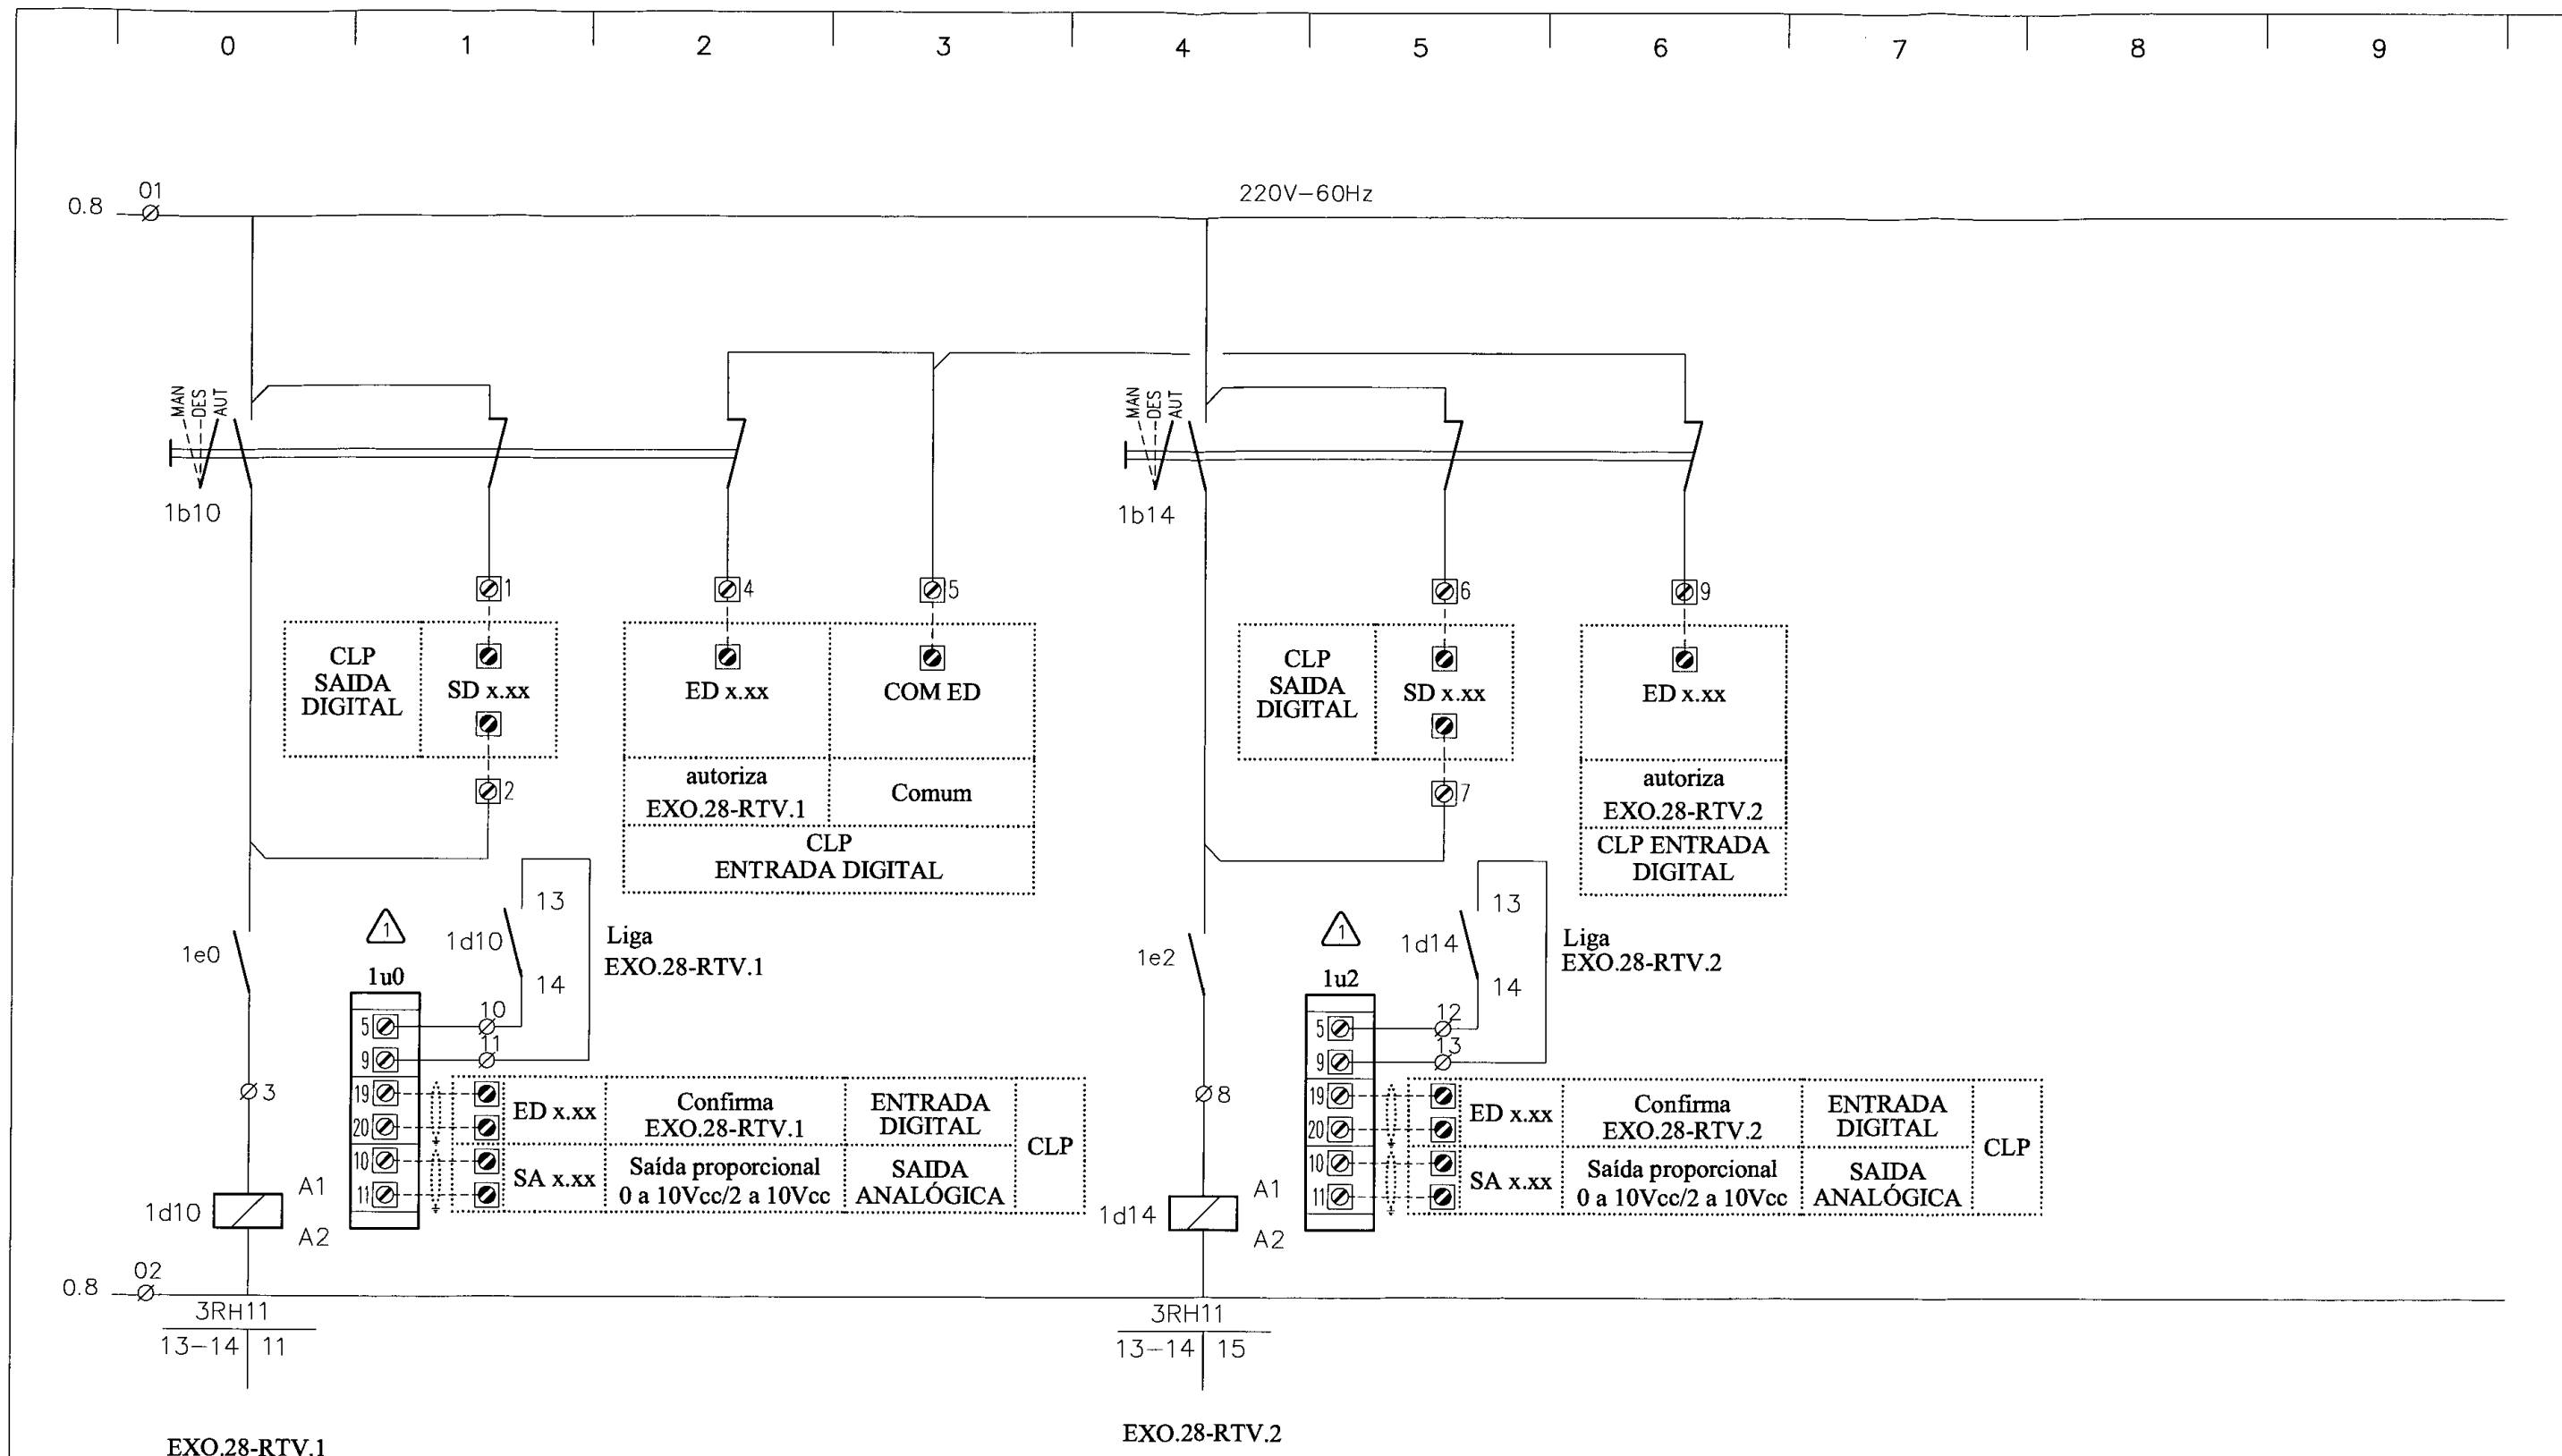 0 1 2 3 4 5 6 7 8 9
220V-60Hz
0.8
01
MAN
DES
AUT
1b10
MAN
DES
AUT
1b14
1
4
5
6
9
CLP
SAIDA
DIGITAL
SD x.xx
2
ED x.xx
COM ED
autoriza
EXO.28-RTV.1
Comum
CLP
ENTRADA DIGITAL
CLP
SAIDA
DIGITAL
SD x.xx
7
ED x.xx
autoriza
EXO.28-RTV.2
CLP ENTRADA
DIGITAL
1e0
1
1u0
1d10
13
14
Liga
EXO.28-RTV.1
5
10
9
11
3
19
20
10
11
ED x.xx
Confirma
EXO.28-RTV.1
ENTRADA
DIGITAL
SA x.xx
Saída proporcional
0 a 10Vcc/2 a 10Vcc
SAIDA
ANALÓGICA
CLP
1d10
A1
A2
1e2
1
1u2
1d14
13
14
Liga
EXO.28-RTV.2
5
12
9
13
8
19
20
10
11
ED x.xx
Confirma
EXO.28-RTV.2
ENTRADA
DIGITAL
SA x.xx
Saída proporcional
0 a 10Vcc/2 a 10Vcc
SAIDA
ANALÓGICA
CLP
1d14
A1
A2
0.8
02
3RH11
13-14 11
3RH11
13-14 15
EXO.28-RTV.1
EXO.28-RTV.2